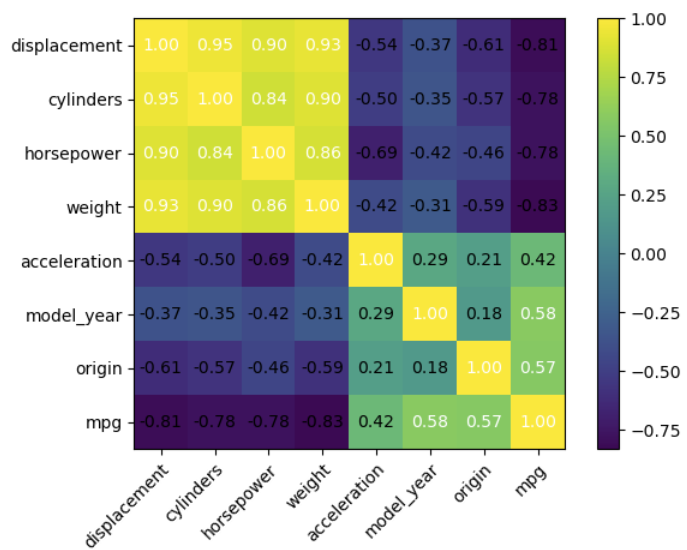 displacement 1.00 0.95 0.90 0.93 -0.54 -0.37 -0.61 -0.81
cylinders 0.95 1.00 0.84 0.90 -0.50 -0.35 -0.57 -0.78
horsepower 0.90 0.84 1.00 0.86 -0.69 -0.42 -0.46 -0.78
weight 0.93 0.90 0.86 1.00 -0.42 -0.31 -0.59 -0.83
acceleration -0.54 -0.50 -0.69 -0.42 1.00 0.29 0.21 0.42
model_year -0.37 -0.35 -0.42 -0.31 0.29 1.00 0.18 0.58
origin -0.61 -0.57 -0.46 -0.59 0.21 0.18 1.00 0.57
mpg -0.81 -0.78 -0.78 -0.83 0.42 0.58 0.57 1.00
displacement cylinders horsepower weight acceleration model_year origin mpg
1.00
0.75
0.50
0.25
0.00
−0.25
−0.50
−0.75